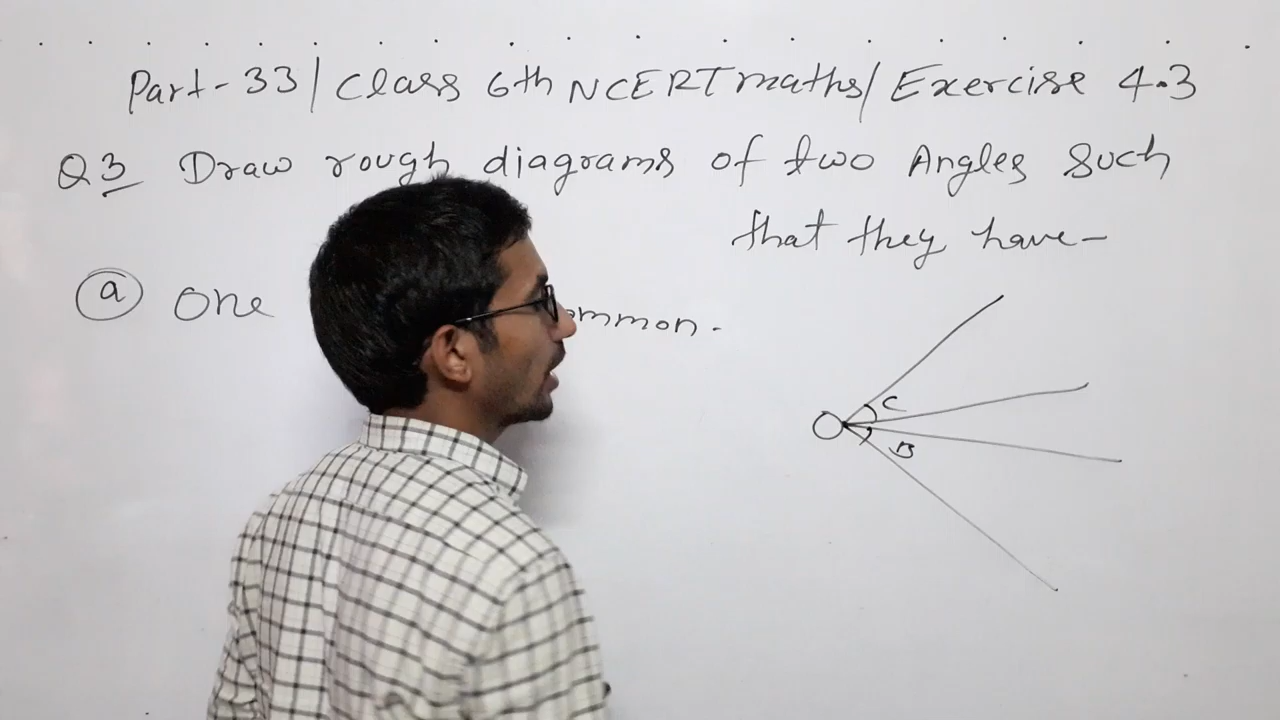 Part-33/Class 6th NCERT maths/Exercise 4.3
Q3 Draw rough diagrams of two Angles Such
that they have-
(a) One ommon.
C
O
B